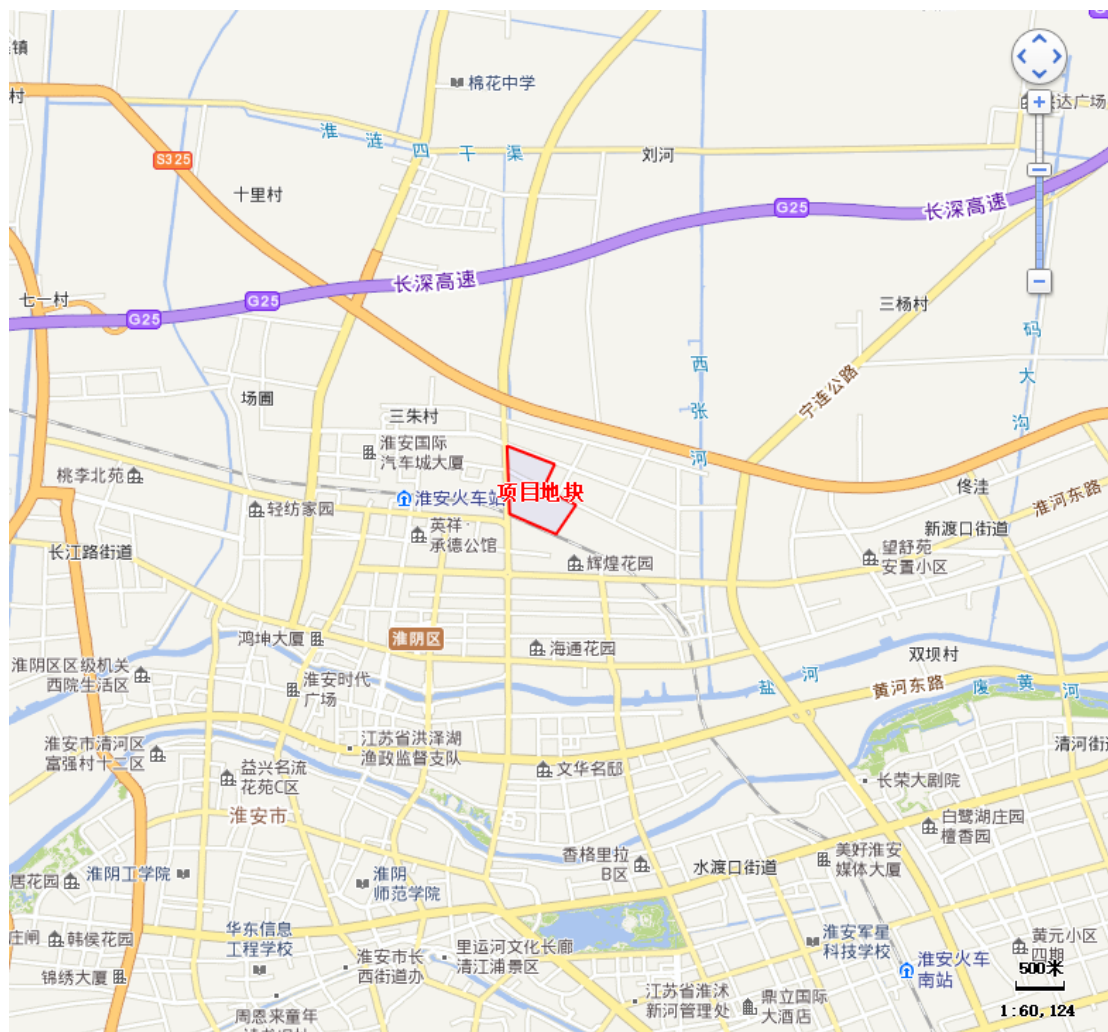 镇
村
棉花中学
达广场
淮涟四干渠
刘河
S325
十里村
G25
长深高速
七一村
G25
长深高速
G25
三杨村
码大沟
西张河
宁连公路
场圃
三朱村
淮安国际
汽车城大厦
桃李北苑
淮安火车站
项目地块
佟洼
淮河东路
轻纺家园
英祥·
承德公馆
新渡口街道
长江路街道
辉煌花园
望舒苑
安置小区
鸿坤大厦
淮阴区
海通花园
双坝村
淮阴区区级机关
西院生活区
淮安时代
广场
盐河
黄河东路
废黄河
淮安市清河区
富强村十二区
江苏省洪泽湖
渔政监督支队
清河街道
益兴名流
花苑C区
文华名邸
长荣大剧院
淮安市
白鹭湖庄园
檀香园
香格里拉
B区
美好淮安
媒体大厦
水渡口街道
居花园
淮阴工学院
淮阴
师范学院
庄闸
韩侯花园
华东信息
工程学校
淮安军星
科技学校
黄元小区
四期
锦绣大厦
淮安市长
西街道办
里运河文化长廊
清江浦景区
淮安火车
南站
500米
江苏省淮沭
新河管理处
鼎立国际
大酒店
1:60,124
周恩来童年